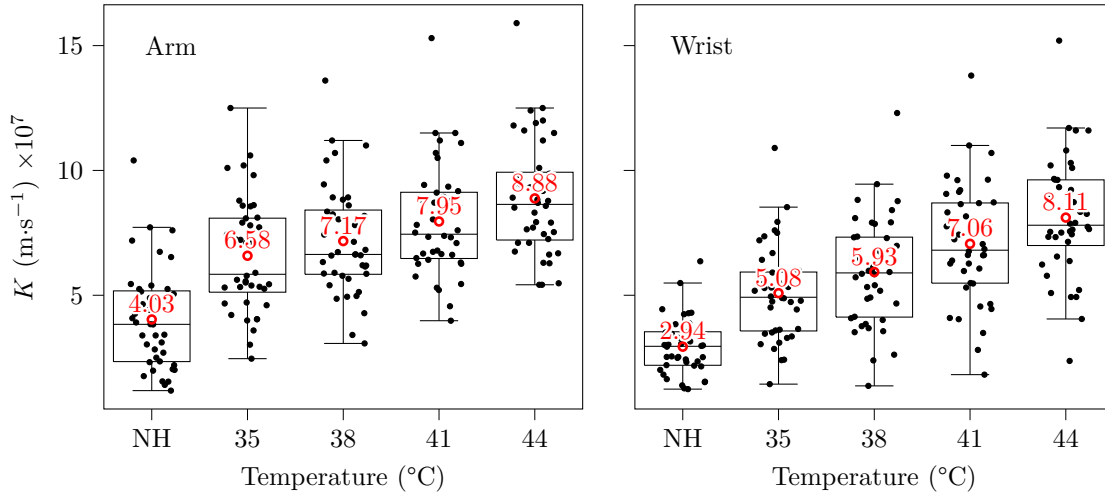 Arm
Wrist
15
10
5
K (m·s⁻¹) ×10⁷
4.03
6.58
7.17
7.95
8.88
2.94
5.08
5.93
7.06
8.11
NH 35 38 41 44
NH 35 38 41 44
Temperature (°C)
Temperature (°C)